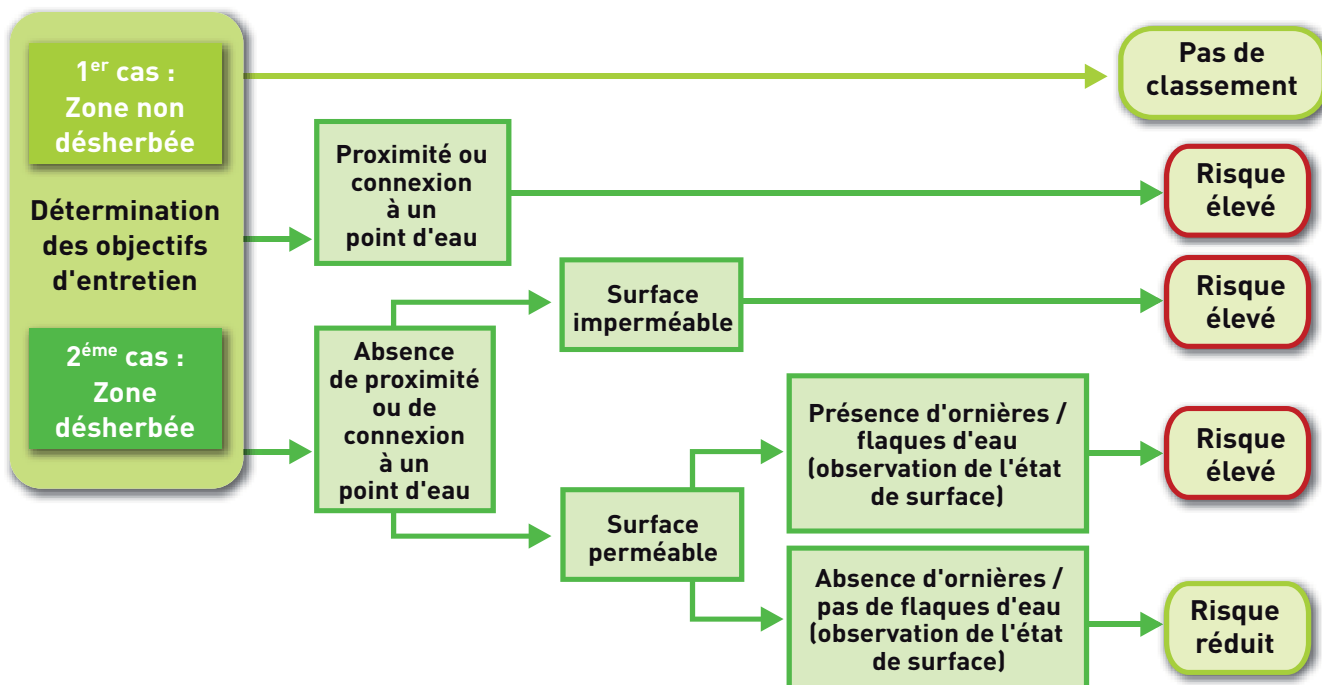 1er cas :
Zone non
désherbée
Détermination
des objectifs
d'entretien
2éme cas :
Zone
désherbée
Pas de
classement
Proximité ou
connexion
à un
point d'eau
Risque
élevé
Absence
de proximité
ou de
connexion
à un
point d'eau
Surface
imperméable
Risque
élevé
Surface
perméable
Présence d'ornières /
flaques d'eau
(observation de l'état
de surface)
Risque
élevé
Absence d'ornières /
pas de flaques d'eau
(observation de l'état
de surface)
Risque
réduit